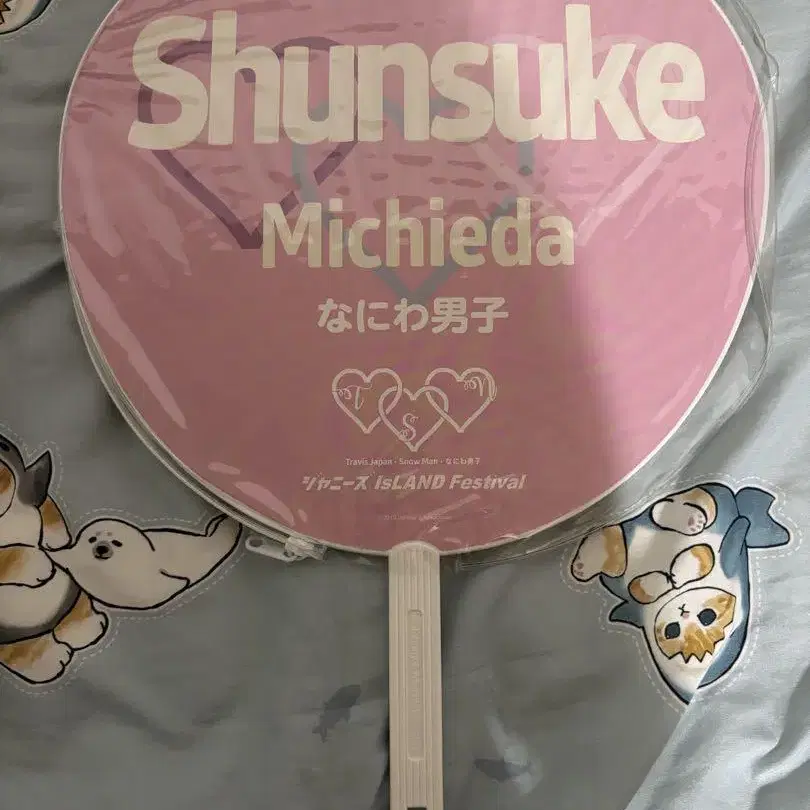 Shunsuke
Michieda
なにわ男子
Travis Japan・Snow Man・なにわ男子
ジャニーズ IsLAND Festival